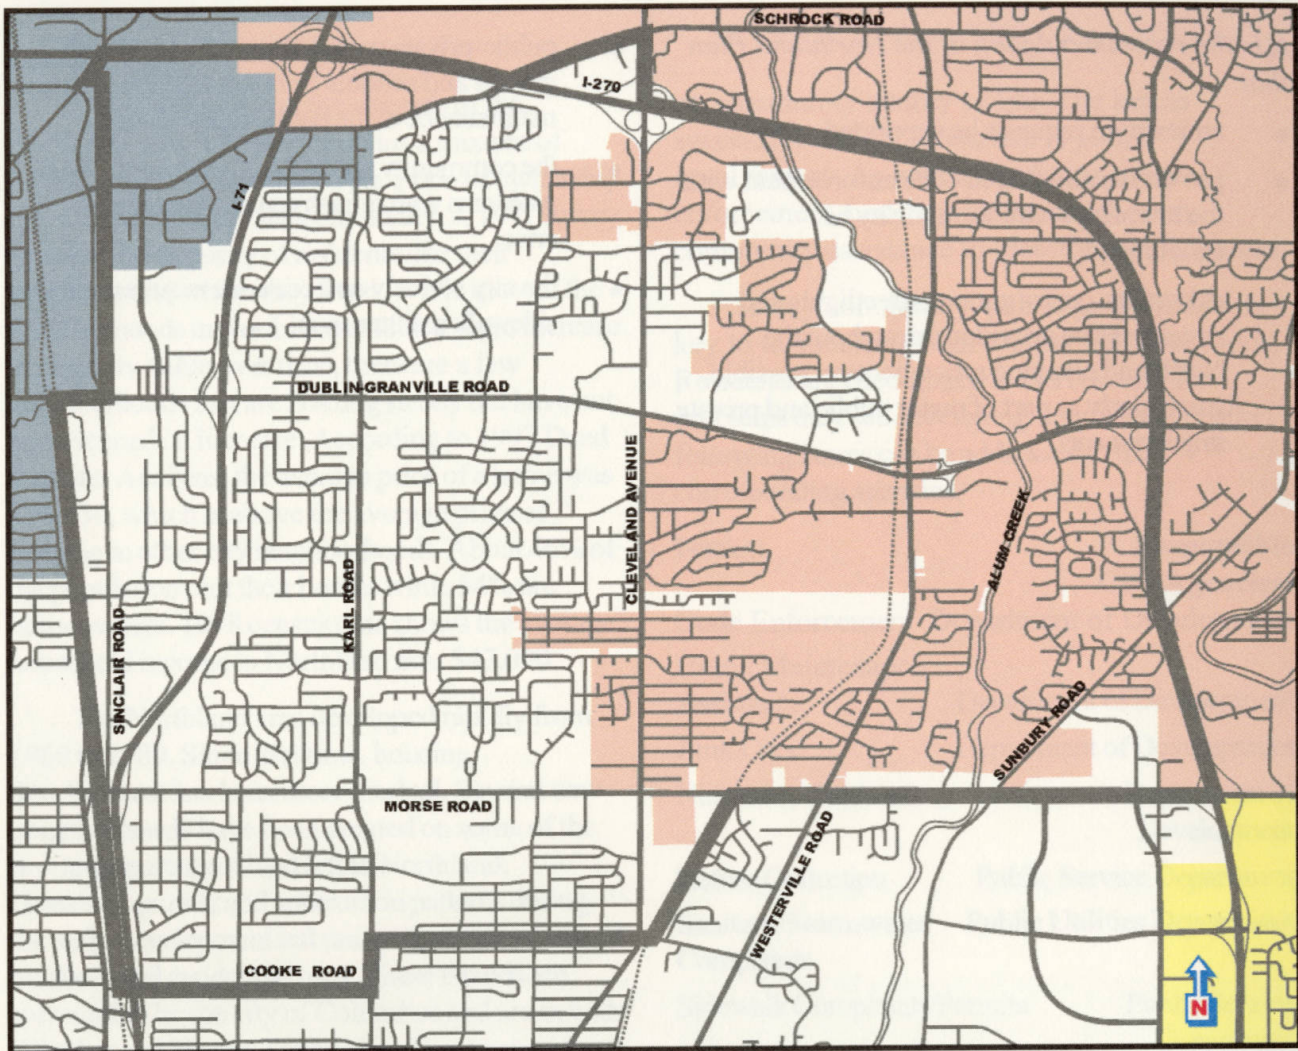 SCHROCK ROAD
I-270
I-71
DUBLIN-GRANVILLE ROAD
CLEVELAND AVENUE
ALUM CREEK
KARL ROAD
SINCLAIR ROAD
SUNBURY ROAD
MORSE ROAD
WESTERVILLE ROAD
COOKE ROAD
N